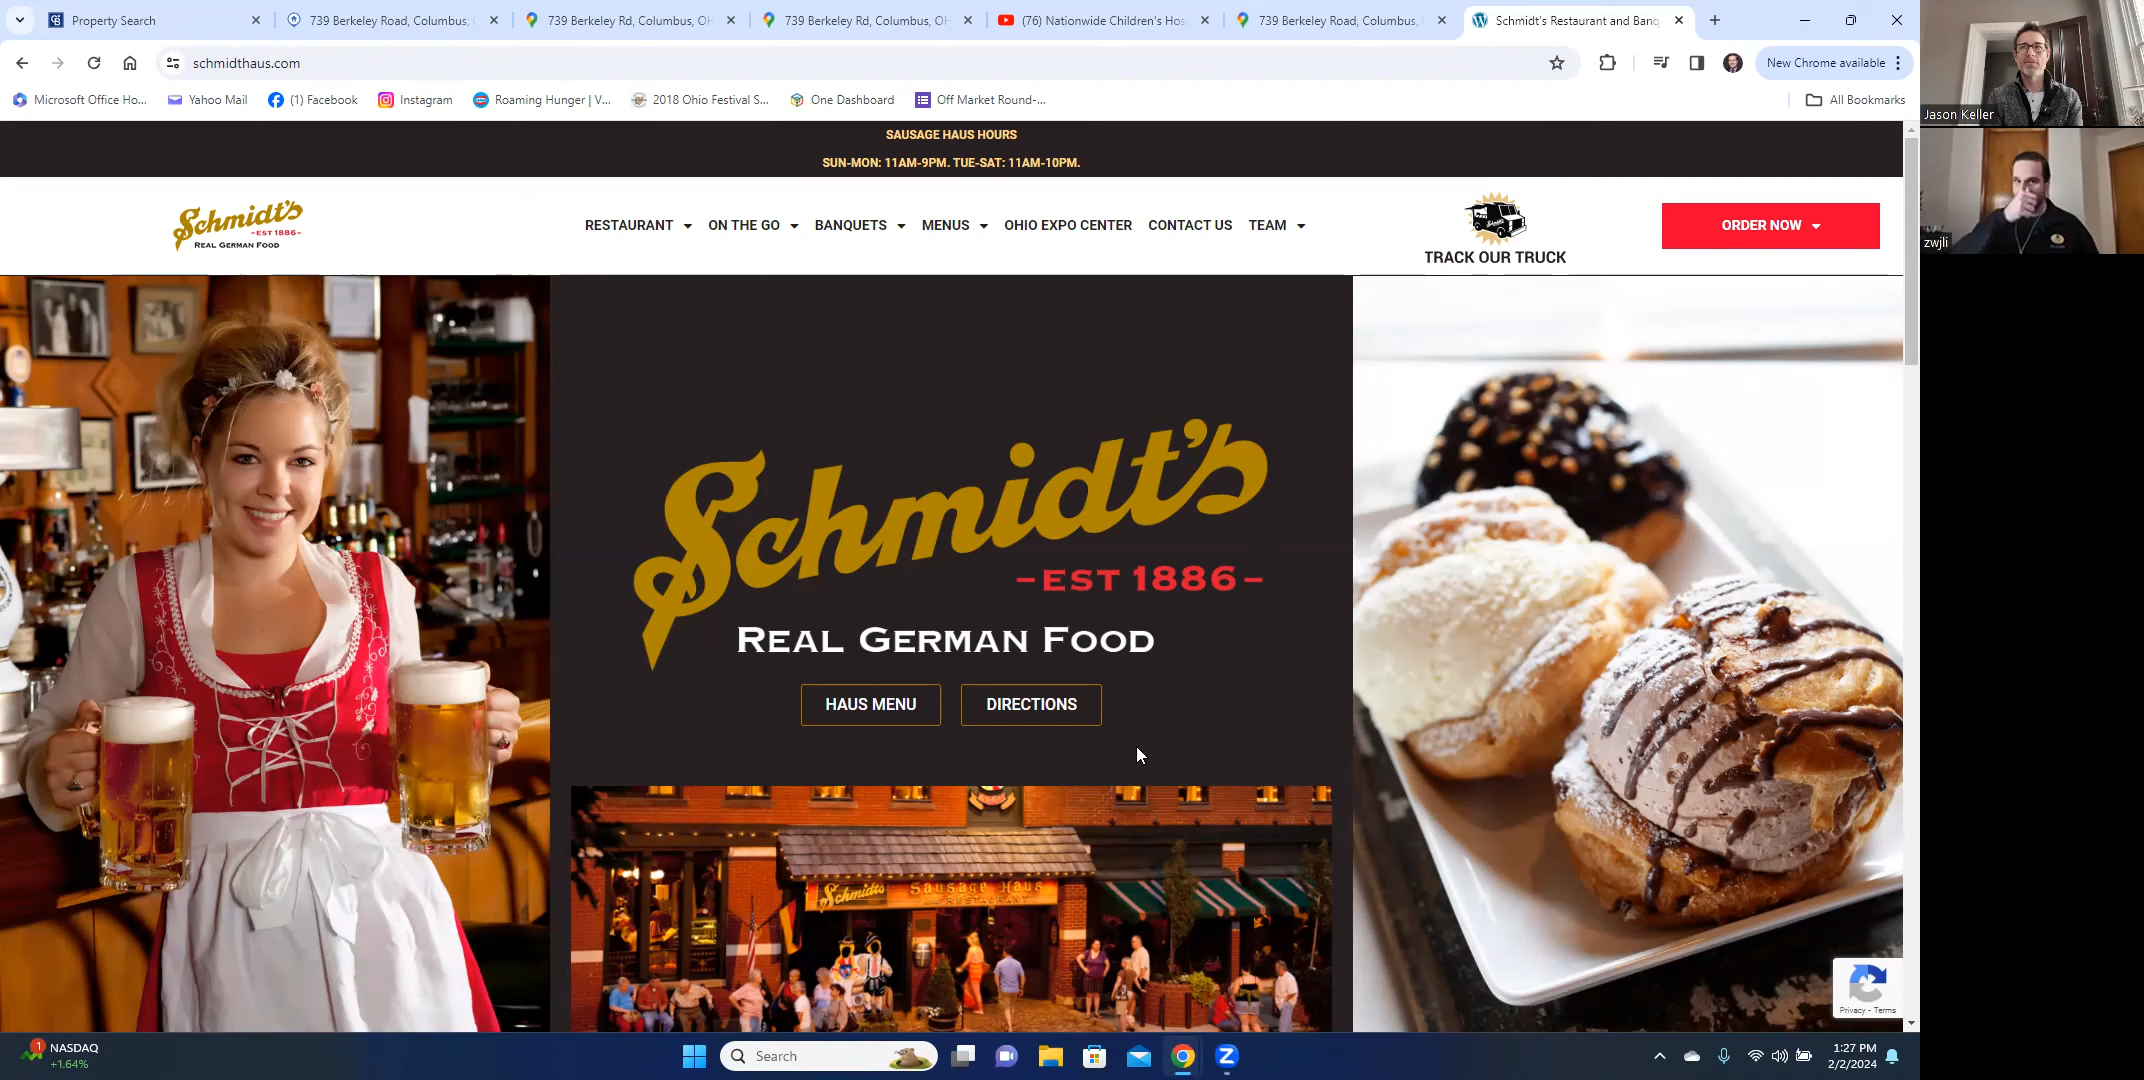 Property Search
739 Berkeley Road, Columbus,
739 Berkeley Rd, Columbus, OH
739 Berkeley Rd, Columbus, OH
(76) Nationwide Children's Hos
739 Berkeley Road, Columbus,
Schmidt's Restaurant and Banq
schmidthaus.com
New Chrome available
Microsoft Office Ho...
Yahoo Mail
(1) Facebook
Instagram
Roaming Hunger | V...
2018 Ohio Festival S...
One Dashboard
Off Market Round-...
All Bookmarks
Jason Keller
zwjli
SAUSAGE HAUS HOURS
SUN-MON: 11AM-9PM. TUE-SAT: 11AM-10PM.
Schmidt's
-EST 1886-
REAL GERMAN FOOD
RESTAURANT
ON THE GO
BANQUETS
MENUS
OHIO EXPO CENTER
CONTACT US
TEAM
TRACK OUR TRUCK
ORDER NOW
Schmidt's
-EST 1886-
REAL GERMAN FOOD
HAUS MENU
DIRECTIONS
Schmidt's
Sausage Haus
RESTAURANT
Privacy - Terms
1
NASDAQ
+1.64%
Search
1:27 PM
2/2/2024